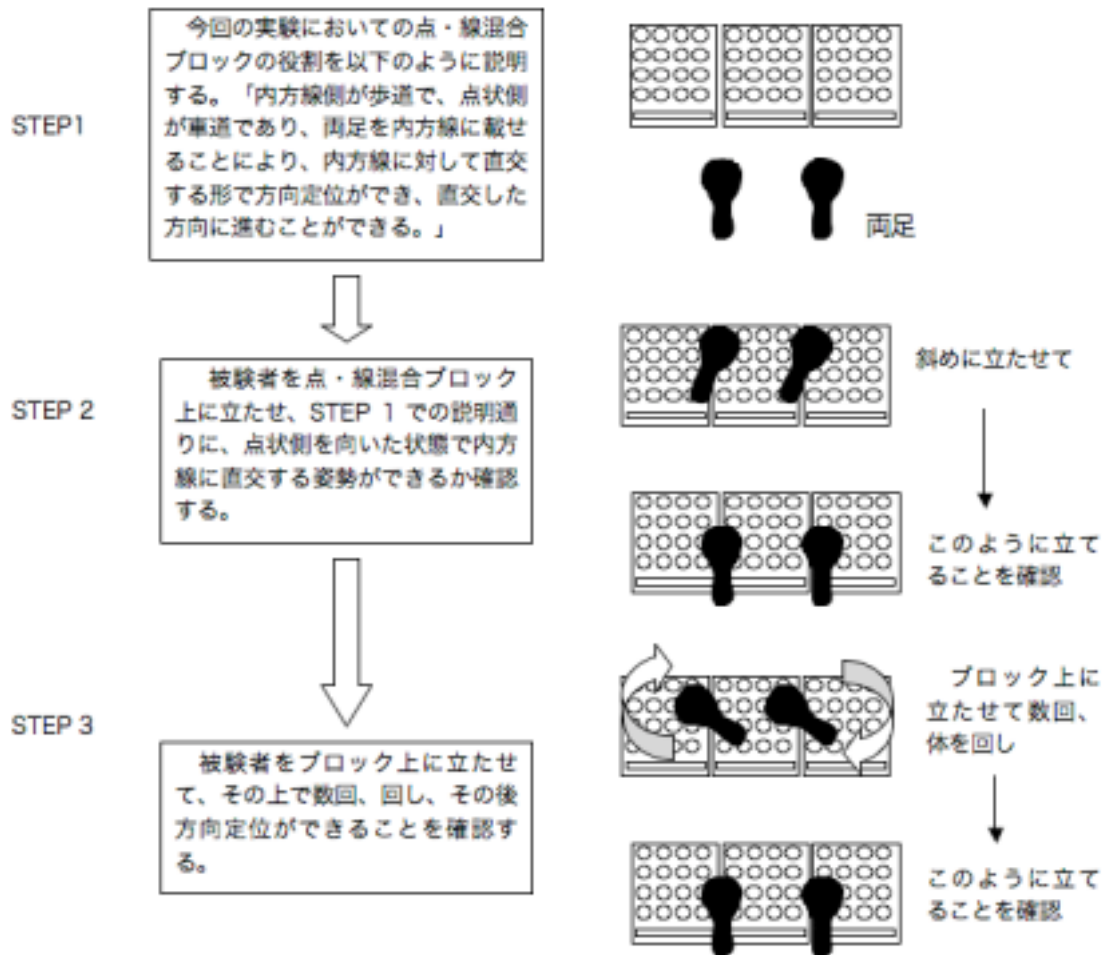 STEP1
今回の実験においての点・線混合
ブロックの役割を以下のように説明
する。「内方線側が歩道で、点状側
が車道であり、両足を内方線に載せ
ることにより、内方線に対して直交
する形で方向定位ができ、直交した
方向に進むことができる。」
両足
STEP 2
被験者を点・線混合ブロック
上に立たせ、STEP 1 での説明通
りに、点状側を向いた状態で内方
線に直交する姿勢ができるか確認
する。
斜めに立たせて
このように立て
ることを確認
STEP 3
被験者をブロック上に立たせ
て、その上で数回、回し、その後
方向定位ができることを確認す
る。
ブロック上に
立たせて数回、
体を回し
このように立て
ることを確認